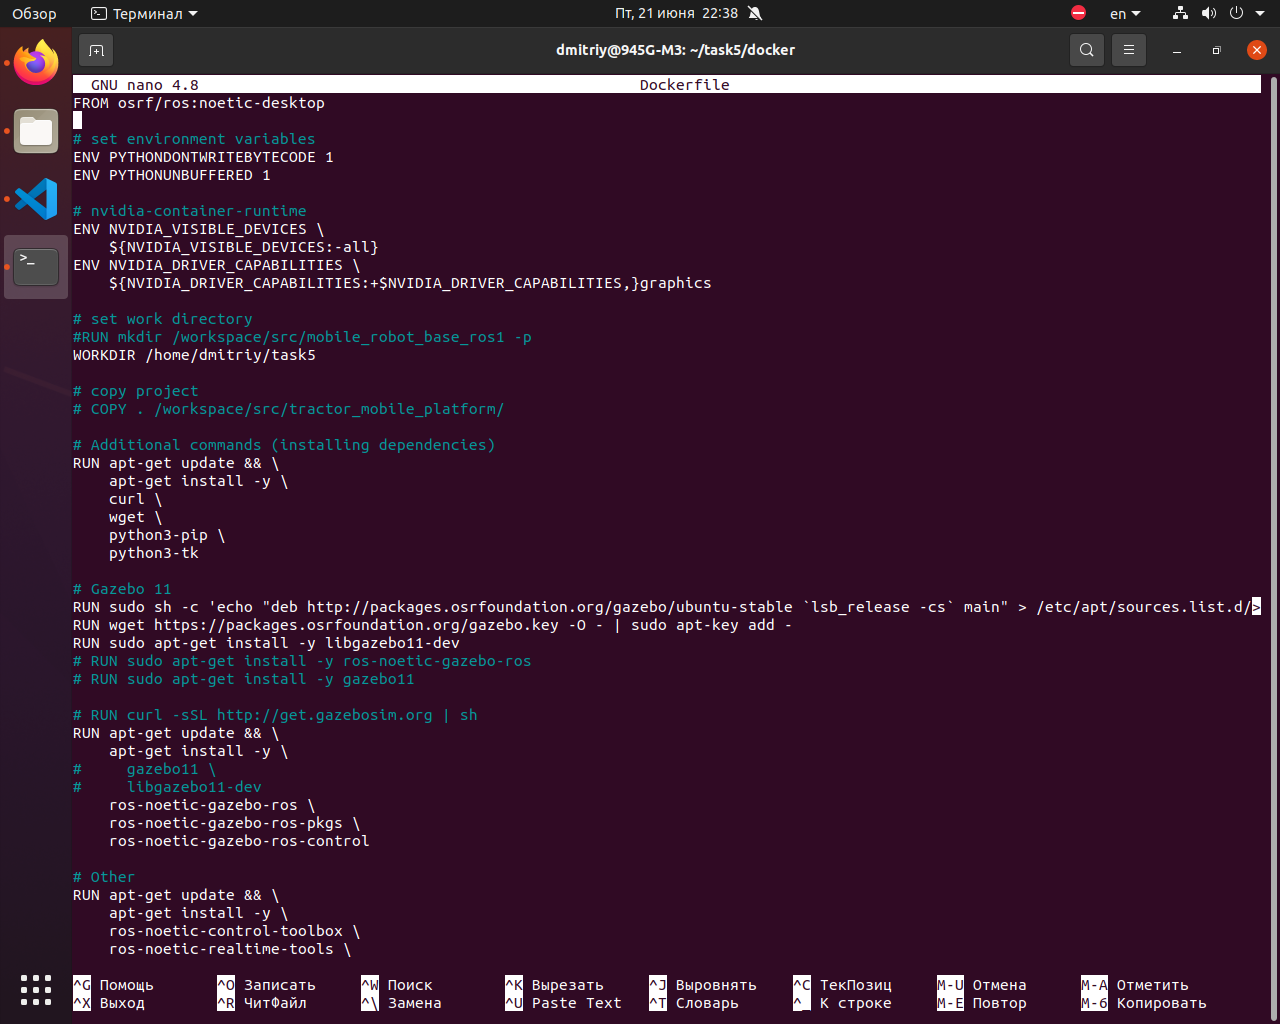 Обзор
Терминал
Пт, 21 июня 22:38
en
dmitriy@945G-M3: ~/task5/docker
GNU nano 4.8 Dockerfile
FROM osrf/ros:noetic-desktop
# set environment variables
ENV PYTHONDONTWRITEBYTECODE 1
ENV PYTHONUNBUFFERED 1
# nvidia-container-runtime
ENV NVIDIA_VISIBLE_DEVICES \
    ${NVIDIA_VISIBLE_DEVICES:-all}
ENV NVIDIA_DRIVER_CAPABILITIES \
    ${NVIDIA_DRIVER_CAPABILITIES:+$NVIDIA_DRIVER_CAPABILITIES,}graphics
# set work directory
#RUN mkdir /workspace/src/mobile_robot_base_ros1 -p
WORKDIR /home/dmitriy/task5
# copy project
# COPY . /workspace/src/tractor_mobile_platform/
# Additional commands (installing dependencies)
RUN apt-get update && \
    apt-get install -y \
    curl \
    wget \
    python3-pip \
    python3-tk
# Gazebo 11
RUN sudo sh -c 'echo "deb http://packages.osrfoundation.org/gazebo/ubuntu-stable `lsb_release -cs` main" > /etc/apt/sources.list.d/>
RUN wget https://packages.osrfoundation.org/gazebo.key -O - | sudo apt-key add -
RUN sudo apt-get install -y libgazebo11-dev
# RUN sudo apt-get install -y ros-noetic-gazebo-ros
# RUN sudo apt-get install -y gazebo11
# RUN curl -sSL http://get.gazebosim.org | sh
RUN apt-get update && \
    apt-get install -y \
#     gazebo11 \
#     libgazebo11-dev
    ros-noetic-gazebo-ros \
    ros-noetic-gazebo-ros-pkgs \
    ros-noetic-gazebo-ros-control
# Other
RUN apt-get update && \
    apt-get install -y \
    ros-noetic-control-toolbox \
    ros-noetic-realtime-tools \
^G Помощь ^O Записать ^W Поиск ^K Вырезать ^J Выровнять ^C ТекПозиц M-U Отмена M-A Отметить
^X Выход ^R ЧитФайл ^\ Замена ^U Paste Text ^T Словарь ^_ К строке M-E Повтор M-6 Копировать